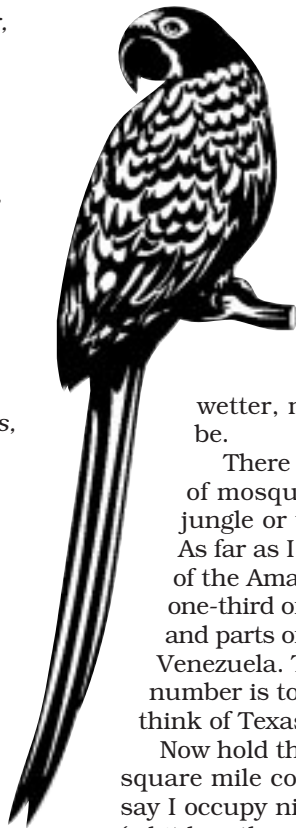 wetter, 
be.
There
of mosqu
jungle or
As far as I
of the Ama
one-third o
and parts o
Venezuela. T
number is to
think of Texas
Now hold th
square mile co
say I occupy ni
s,